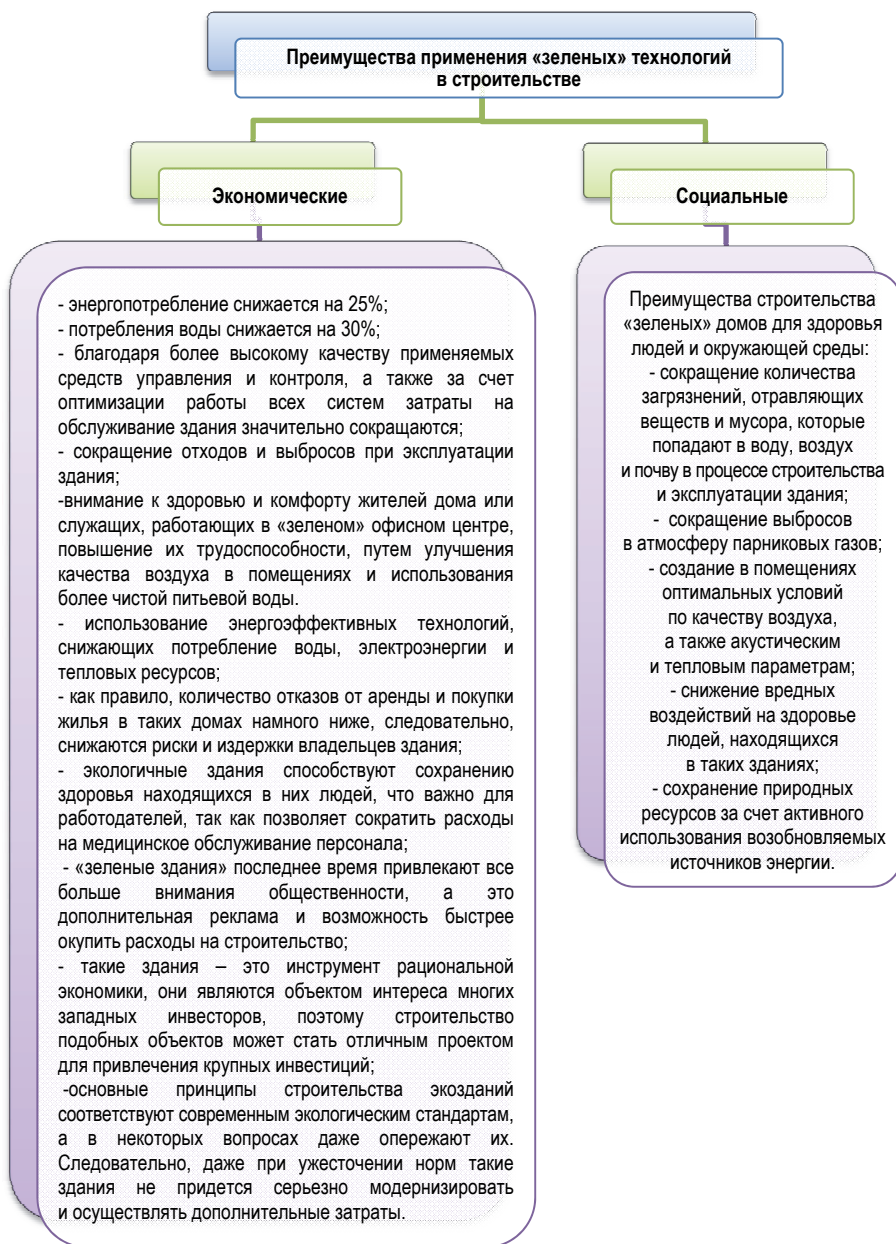 Преимущества применения «зеленых» технологий
в строительстве
Экономические
- энергопотребление снижается на 25%;
- потребления воды снижается на 30%;
- благодаря более высокому качеству применяемых
средств управления и контроля, а также за счет
оптимизации работы всех систем затраты на
обслуживание здания значительно сокращаются;
- сокращение отходов и выбросов при эксплуатации
здания;
-внимание к здоровью и комфорту жителей дома или
служащих, работающих в «зеленом» офисном центре,
повышение их трудоспособности, путем улучшения
качества воздуха в помещениях и использования
более чистой питьевой воды.
- использование энергоэффективных технологий,
снижающих потребление воды, электроэнергии и
тепловых ресурсов;
- как правило, количество отказов от аренды и покупки
жилья в таких домах намного ниже, следовательно,
снижаются риски и издержки владельцев здания;
- экологичные здания способствуют сохранению
здоровья находящихся в них людей, что важно для
работодателей, так как позволяет сократить расходы
на медицинское обслуживание персонала;
- «зеленые здания» последнее время привлекают все
больше внимания общественности, а это
дополнительная реклама и возможность быстрее
окупить расходы на строительство;
- такие здания – это инструмент рациональной
экономики, они являются объектом интереса многих
западных инвесторов, поэтому строительство
подобных объектов может стать отличным проектом
для привлечения крупных инвестиций;
-основные принципы строительства экозданий
соответствуют современным экологическим стандартам,
а в некоторых вопросах даже опережают их.
Следовательно, даже при ужесточении норм такие
здания не придется серьезно модернизировать
и осуществлять дополнительные затраты.
Социальные
Преимущества строительства
«зеленых» домов для здоровья
людей и окружающей среды:
- сокращение количества
загрязнений, отравляющих
веществ и мусора, которые
попадают в воду, воздух
и почву в процессе строительства
и эксплуатации здания;
- сокращение выбросов
в атмосферу парниковых газов;
- создание в помещениях
оптимальных условий
по качеству воздуха,
а также акустическим
и тепловым параметрам;
- снижение вредных
воздействий на здоровье
людей, находящихся
в таких зданиях;
- сохранение природных
ресурсов за счет активного
использования возобновляемых
источников энергии.